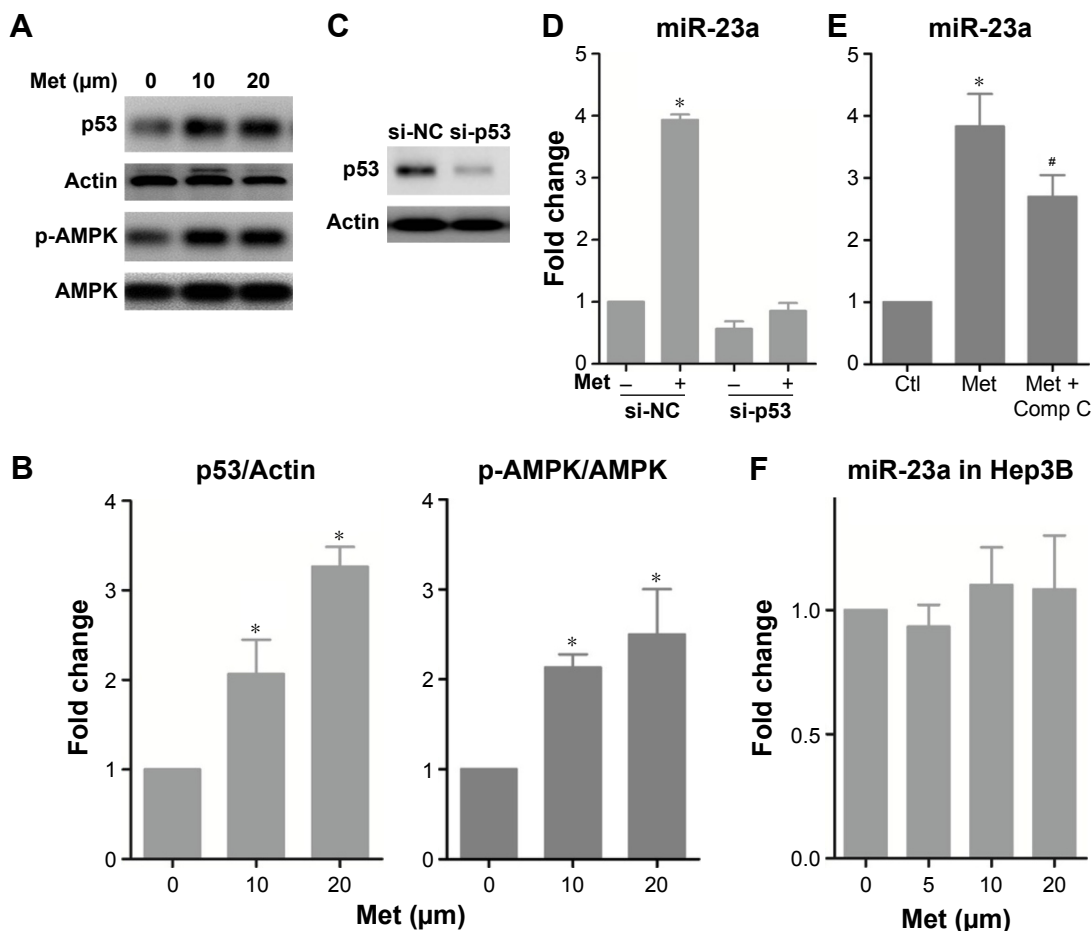 A
Met (µm) 0 10 20
p53
Actin
p-AMPK
AMPK
C
si-NC si-p53
p53
Actin
D
miR-23a
Fold change
5
4
3
2
1
0
*
Met – + – +
si-NC si-p53
E
miR-23a
5
4
3
2
1
0
*
#
Ctl Met Met +
Comp C
B
p53/Actin
Fold change
4
3
2
1
0
*
*
0 10 20
p-AMPK/AMPK
4
3
2
1
0
*
*
0 10 20
Met (µm)
F
miR-23a in Hep3B
Fold change
1.0
0.5
0.0
0 5 10 20
Met (µm)